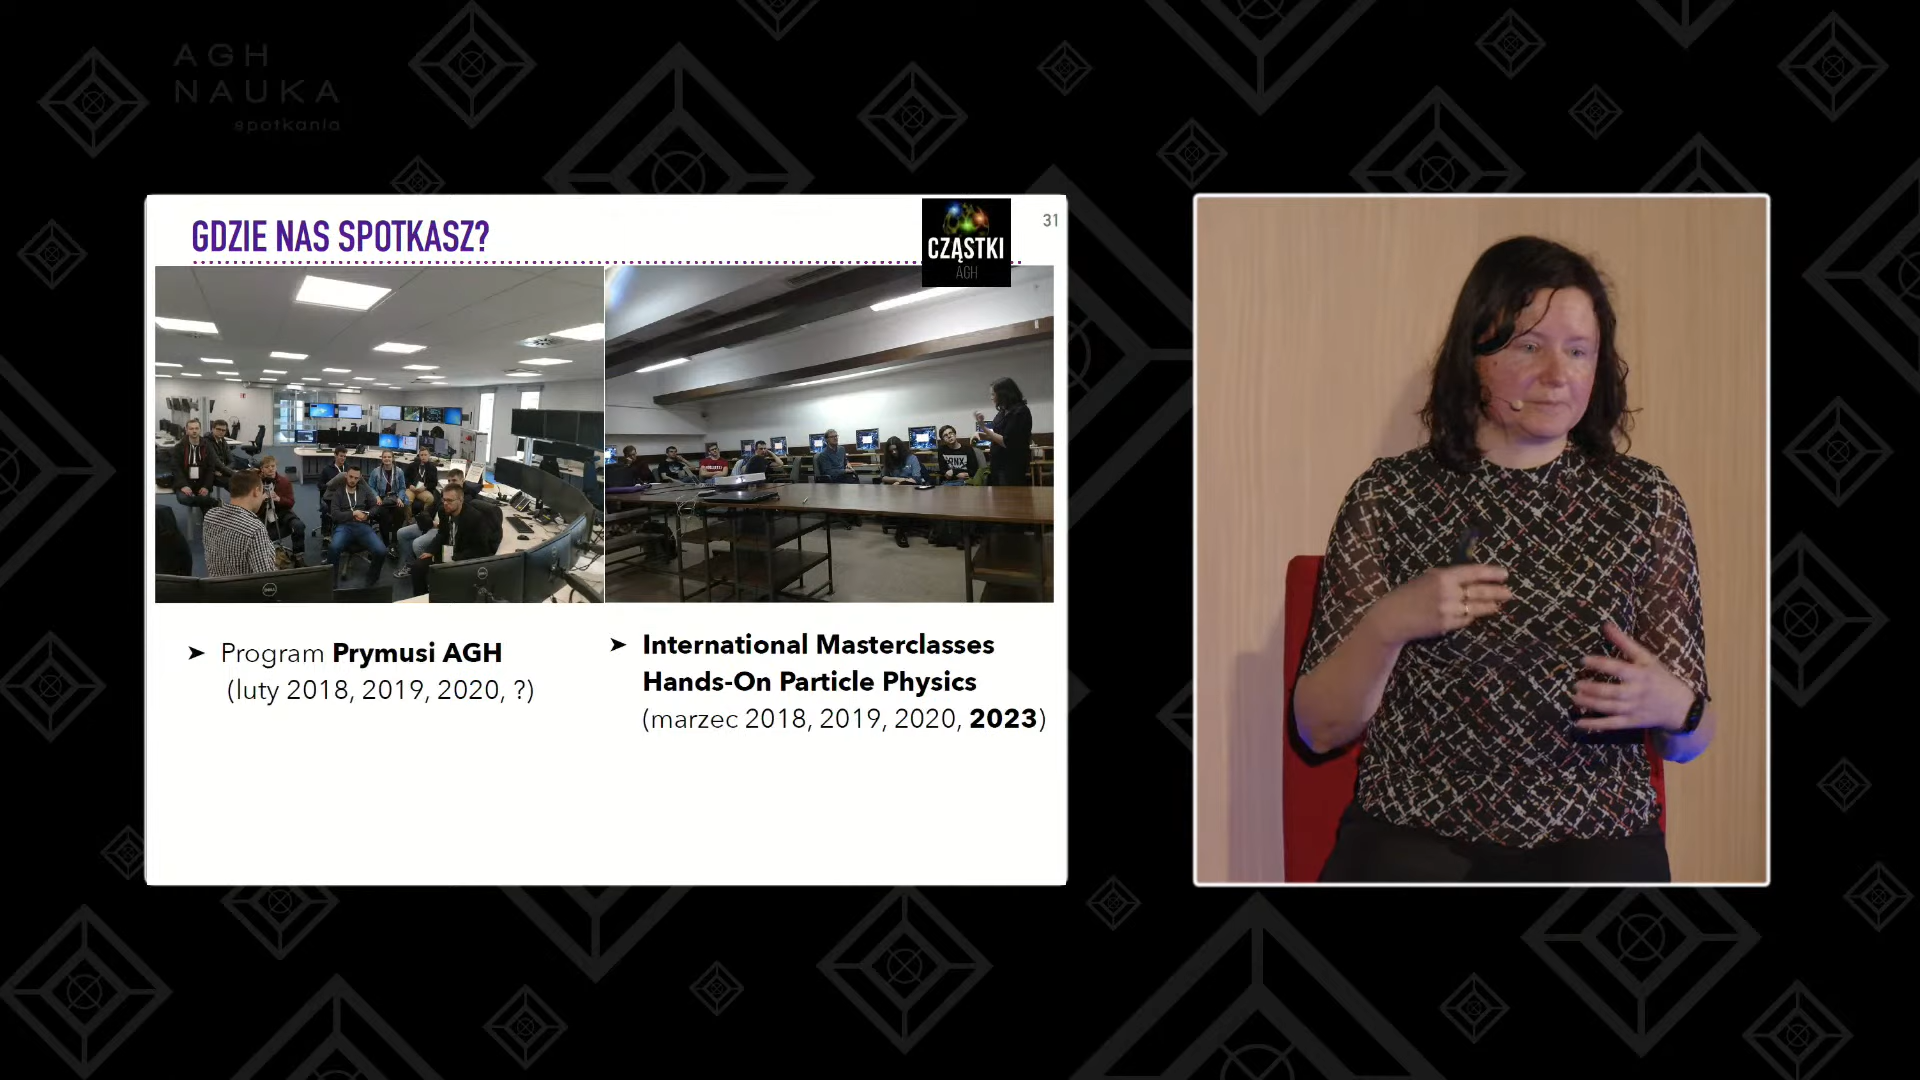 AGH
NAUKA
spotkania
GDZIE NAS SPOTKASZ?
CZĄSTKI
AGH
31
➤ Program Prymusi AGH
(luty 2018, 2019, 2020, ?)
➤ International Masterclasses
Hands-On Particle Physics
(marzec 2018, 2019, 2020, 2023)